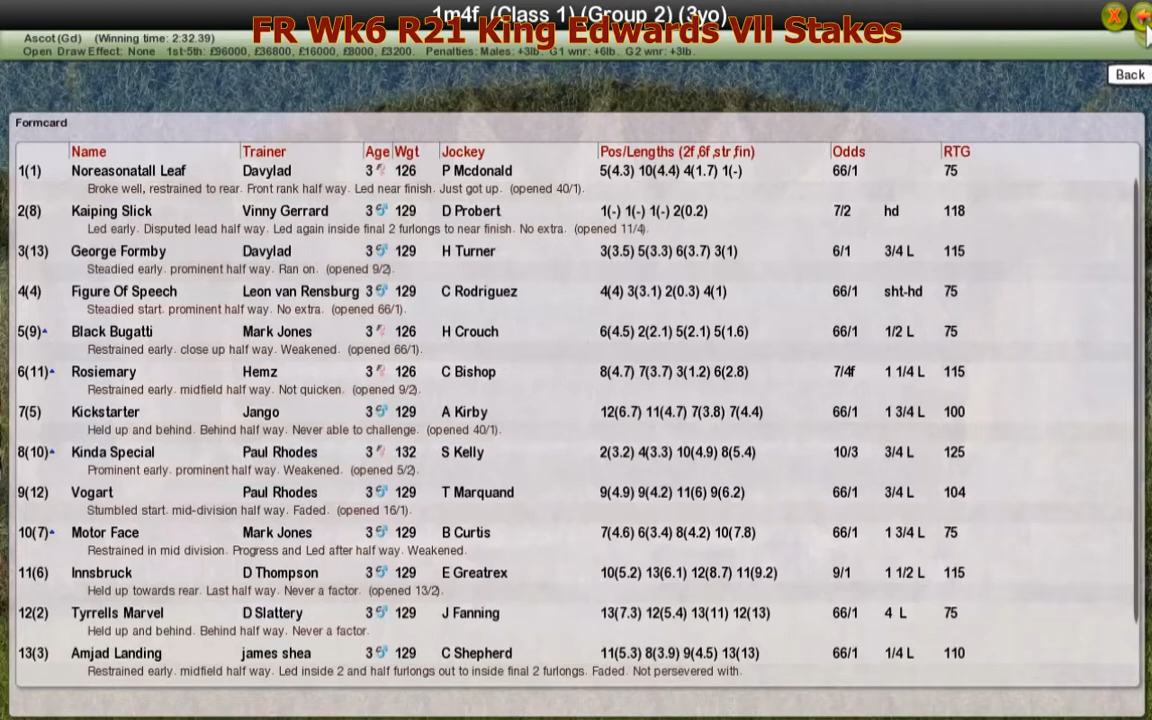 1m4f. (Class 1) (Group 2) (3yo)
FR Wk6 R21 King Edwards Vll Stakes
Ascot(Gd) (Winning time: 2:32.39)
Open Draw Effect: None 1st-5th: £96000, £36800, £16000, £8000, £3200. Penalties: Males: +3lb. G1 wnr: +6lb. G2 wnr: +3lb.
Back
Formcard
Name Trainer Age Wgt Jockey Pos/Lengths (2f,6f,str,fin) Odds RTG
1(1) Noreasonatall Leaf Davylad 3 126 P Mcdonald 5(4.3) 10(4.4) 4(1.7) 1(-) 66/1 75
Broke well, restrained to rear. Front rank half way. Led near finish. Just got up. (opened 40/1).
2(8) Kaiping Slick Vinny Gerrard 3 129 D Probert 1(-) 1(-) 1(-) 2(0.2) 7/2 hd 118
Led early. Disputed lead half way. Led again inside final 2 furlongs to near finish. No extra. (opened 11/4).
3(13) George Formby Davylad 3 129 H Turner 3(3.5) 5(3.3) 6(3.7) 3(1) 6/1 3/4 L 115
Steadied early. prominent half way. Ran on. (opened 9/2).
4(4) Figure Of Speech Leon van Rensburg 3 129 C Rodriguez 4(4) 3(3.1) 2(0.3) 4(1) 66/1 sht-hd 75
Steadied start. prominent half way. No extra. (opened 66/1).
5(9) Black Bugatti Mark Jones 3 126 H Crouch 6(4.5) 2(2.1) 5(2.1) 5(1.6) 66/1 1/2 L 75
Restrained early. close up half way. Weakened. (opened 66/1).
6(11) Rosiemary Hemz 3 126 C Bishop 8(4.7) 7(3.7) 3(1.2) 6(2.8) 7/4f 1 1/4 L 115
Restrained early. midfield half way. Not quicken. (opened 9/2).
7(5) Kickstarter Jango 3 129 A Kirby 12(6.7) 11(4.7) 7(3.8) 7(4.4) 66/1 1 3/4 L 100
Held up and behind. Behind half way. Never able to challenge. (opened 40/1).
8(10) Kinda Special Paul Rhodes 3 132 S Kelly 2(3.2) 4(3.3) 10(4.9) 8(5.4) 10/3 3/4 L 125
Prominent early. prominent half way. Weakened. (opened 5/2).
9(12) Vogart Paul Rhodes 3 129 T Marquand 9(4.9) 9(4.2) 11(6) 9(6.2) 66/1 3/4 L 104
Stumbled start. mid-division half way. Faded. (opened 16/1).
10(7) Motor Face Mark Jones 3 129 B Curtis 7(4.6) 6(3.4) 8(4.2) 10(7.8) 66/1 1 3/4 L 75
Restrained in mid division. Progress and Led after half way. Weakened.
11(6) Innsbruck D Thompson 3 129 E Greatrex 10(5.2) 13(6.1) 12(8.7) 11(9.2) 9/1 1 1/2 L 115
Held up towards rear. Last half way. Never a factor. (opened 13/2).
12(2) Tyrrells Marvel D Slattery 3 129 J Fanning 13(7.3) 12(5.4) 13(11) 12(13) 66/1 4 L 75
Held up and behind. Behind half way. Never a factor.
13(3) Amjad Landing james shea 3 129 C Shepherd 11(5.3) 8(3.9) 9(4.5) 13(13) 66/1 1/4 L 110
Restrained early. midfield half way. Led inside 2 and half furlongs out to inside final 2 furlongs. Faded. Not persevered with.